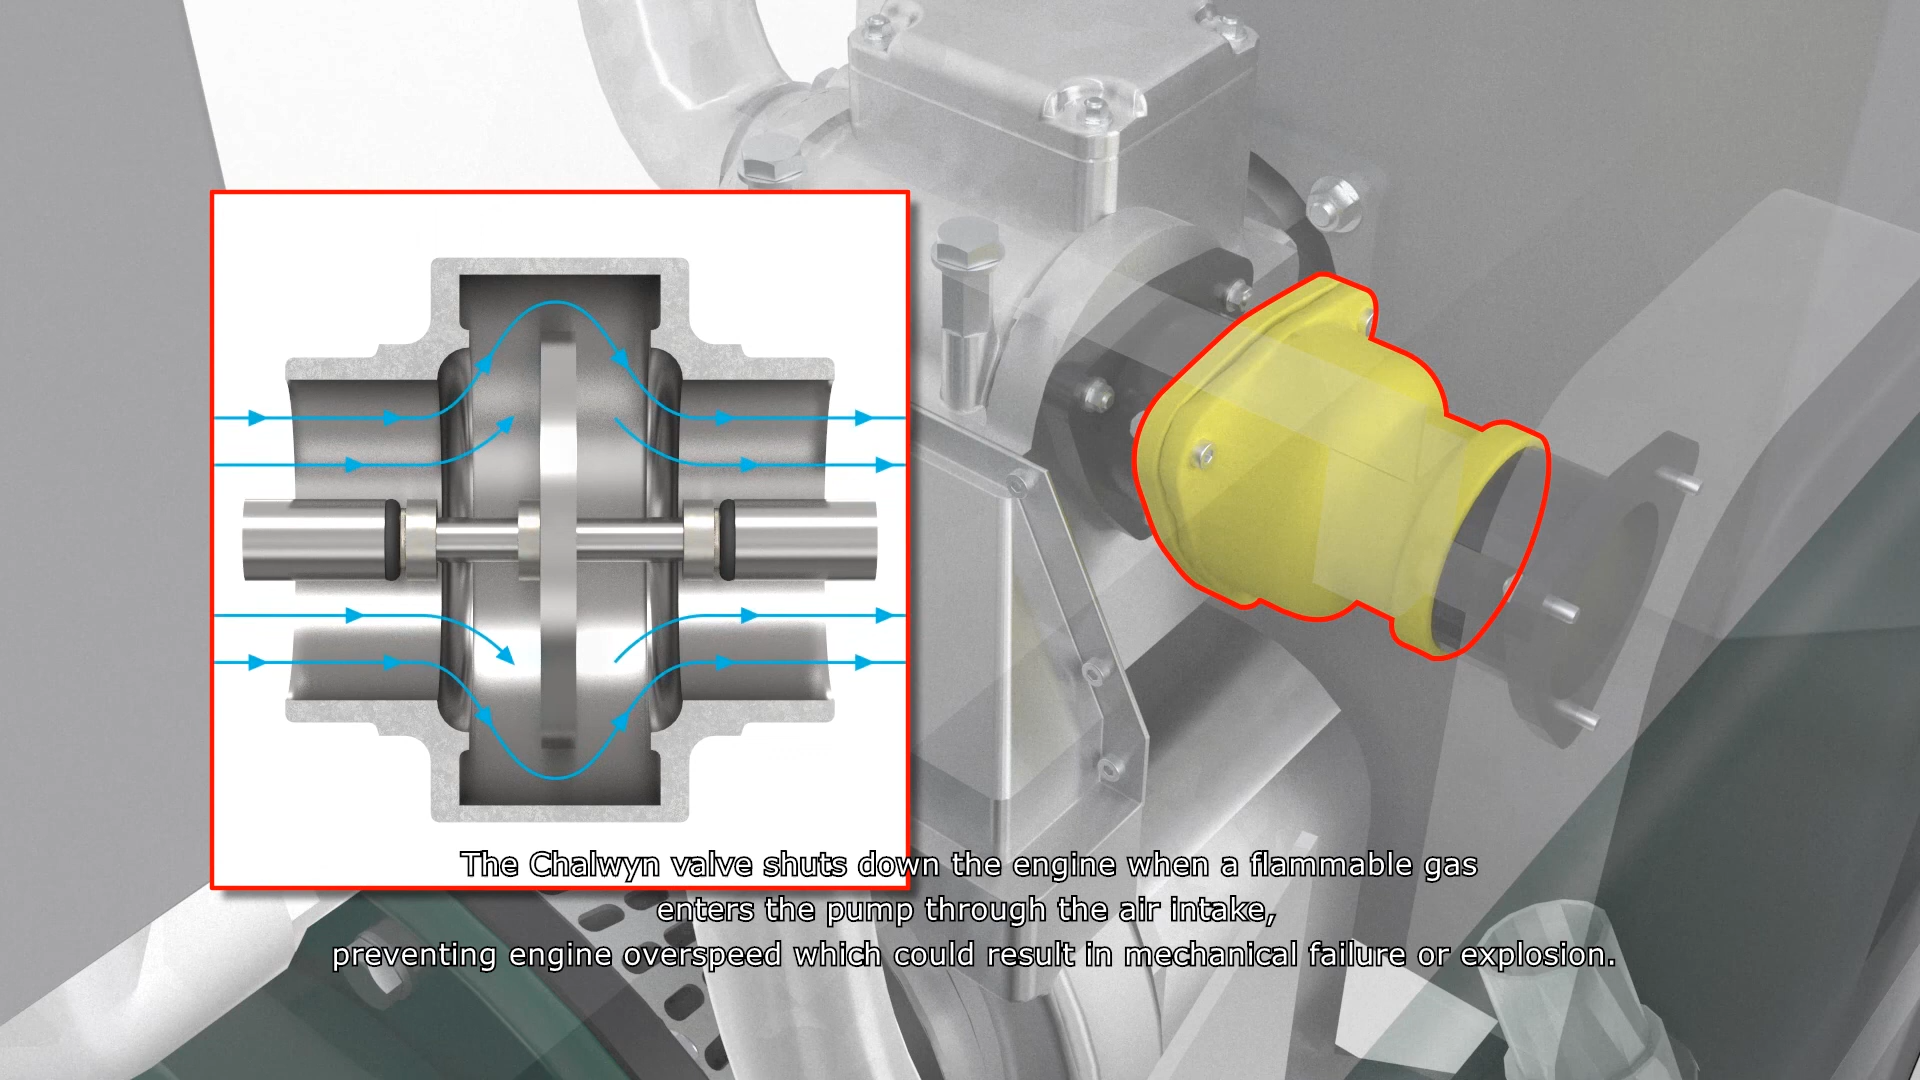 The Chalwyn valve shuts down the engine when a flammable gas
enters the pump through the air intake,
preventing engine overspeed which could result in mechanical failure or explosion.